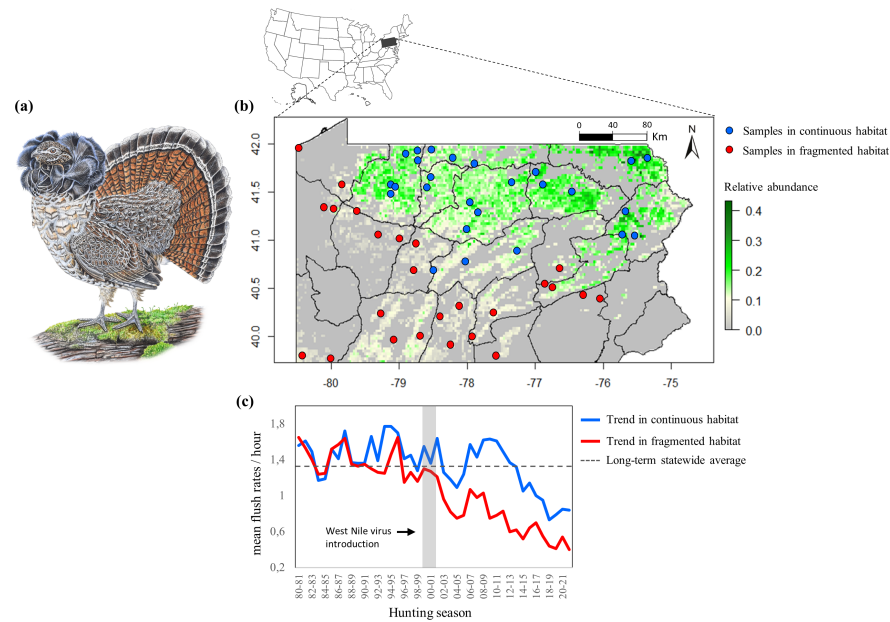 (a)
(b)
0 40 80
Km
N
42.0
41.5
41.0
40.5
40.0
-80 -79 -78 -77 -76 -75
Samples in continuous habitat
Samples in fragmented habitat
Relative abundance
0.4
0.3
0.2
0.1
0.0
(c)
mean flush rates / hour
1,8
1,4
1
0,6
0,2
West Nile virus
introduction
80-81 82-83 84-85 86-87 88-89 90-91 92-93 94-95 96-97 98-99 00-01 02-03 04-05 06-07 08-09 10-11 12-13 14-15 16-17 18-19 20-21
Hunting season
Trend in continuous habitat
Trend in fragmented habitat
Long-term statewide average